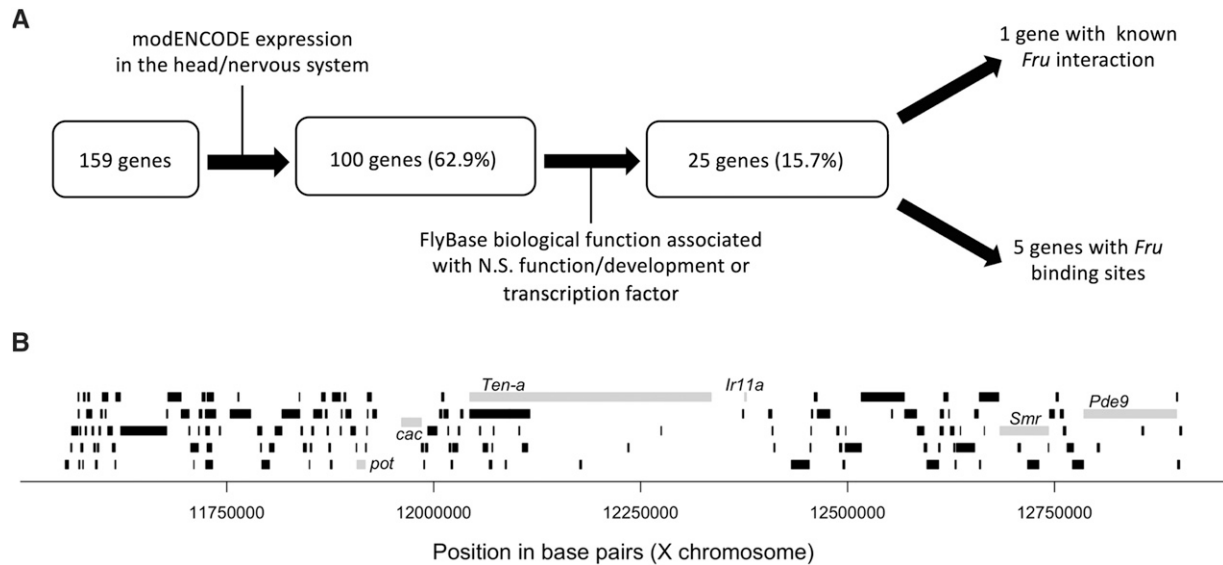 A
modENCODE expression
in the head/nervous system
159 genes
100 genes (62.9%)
25 genes (15.7%)
1 gene with known
Fru interaction
FlyBase biological function associated
with N.S. function/development or
transcription factor
5 genes with Fru
binding sites
B
Ten-a
Ir11a
Pde9
cac
Smr
pot
11750000
12000000
12250000
12500000
12750000
Position in base pairs (X chromosome)